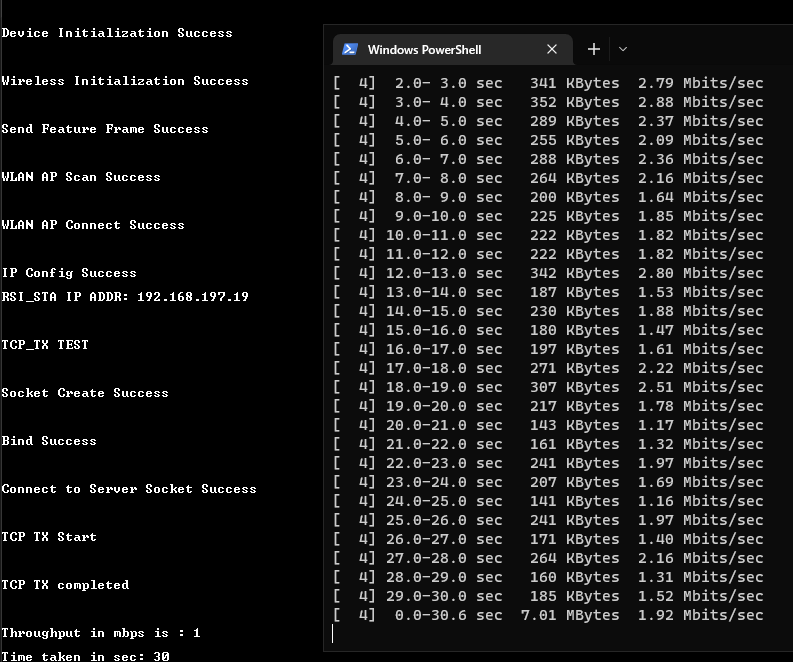 Device Initialization Success
Wireless Initialization Success
Send Feature Frame Success
WLAN AP Scan Success
WLAN AP Connect Success
IP Config Success
RSI_STA IP ADDR: 192.168.197.19
TCP_TX TEST
Socket Create Success
Bind Success
Connect to Server Socket Success
TCP TX Start
TCP TX completed
Throughput in mbps is : 1
Time taken in sec: 30
Windows PowerShell
[  4]  2.0- 3.0 sec   341 KBytes  2.79 Mbits/sec
[  4]  3.0- 4.0 sec   352 KBytes  2.88 Mbits/sec
[  4]  4.0- 5.0 sec   289 KBytes  2.37 Mbits/sec
[  4]  5.0- 6.0 sec   255 KBytes  2.09 Mbits/sec
[  4]  6.0- 7.0 sec   288 KBytes  2.36 Mbits/sec
[  4]  7.0- 8.0 sec   264 KBytes  2.16 Mbits/sec
[  4]  8.0- 9.0 sec   200 KBytes  1.64 Mbits/sec
[  4]  9.0-10.0 sec   225 KBytes  1.85 Mbits/sec
[  4] 10.0-11.0 sec   222 KBytes  1.82 Mbits/sec
[  4] 11.0-12.0 sec   222 KBytes  1.82 Mbits/sec
[  4] 12.0-13.0 sec   342 KBytes  2.80 Mbits/sec
[  4] 13.0-14.0 sec   187 KBytes  1.53 Mbits/sec
[  4] 14.0-15.0 sec   230 KBytes  1.88 Mbits/sec
[  4] 15.0-16.0 sec   180 KBytes  1.47 Mbits/sec
[  4] 16.0-17.0 sec   197 KBytes  1.61 Mbits/sec
[  4] 17.0-18.0 sec   271 KBytes  2.22 Mbits/sec
[  4] 18.0-19.0 sec   307 KBytes  2.51 Mbits/sec
[  4] 19.0-20.0 sec   217 KBytes  1.78 Mbits/sec
[  4] 20.0-21.0 sec   143 KBytes  1.17 Mbits/sec
[  4] 21.0-22.0 sec   161 KBytes  1.32 Mbits/sec
[  4] 22.0-23.0 sec   241 KBytes  1.97 Mbits/sec
[  4] 23.0-24.0 sec   207 KBytes  1.69 Mbits/sec
[  4] 24.0-25.0 sec   141 KBytes  1.16 Mbits/sec
[  4] 25.0-26.0 sec   241 KBytes  1.97 Mbits/sec
[  4] 26.0-27.0 sec   171 KBytes  1.40 Mbits/sec
[  4] 27.0-28.0 sec   264 KBytes  2.16 Mbits/sec
[  4] 28.0-29.0 sec   160 KBytes  1.31 Mbits/sec
[  4] 29.0-30.0 sec   185 KBytes  1.52 Mbits/sec
[  4]  0.0-30.6 sec  7.01 MBytes  1.92 Mbits/sec